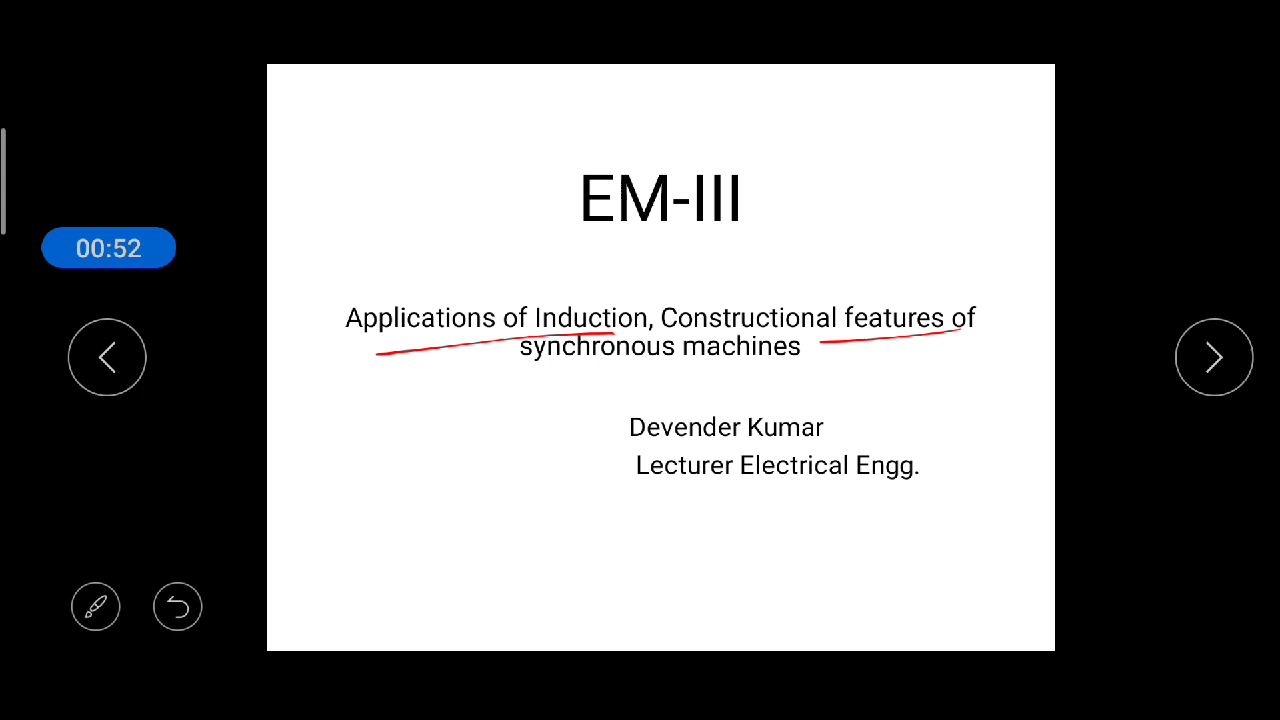 EM-III
00:52
Applications of Induction, Constructional features of
synchronous machines
Devender Kumar
Lecturer Electrical Engg.